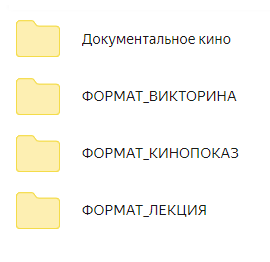 Документальное кино
ФОРМАТ_ВИКТОРИНА
ФОРМАТ_КИНОПОКАЗ
ФОРМАТ_ЛЕКЦИЯ